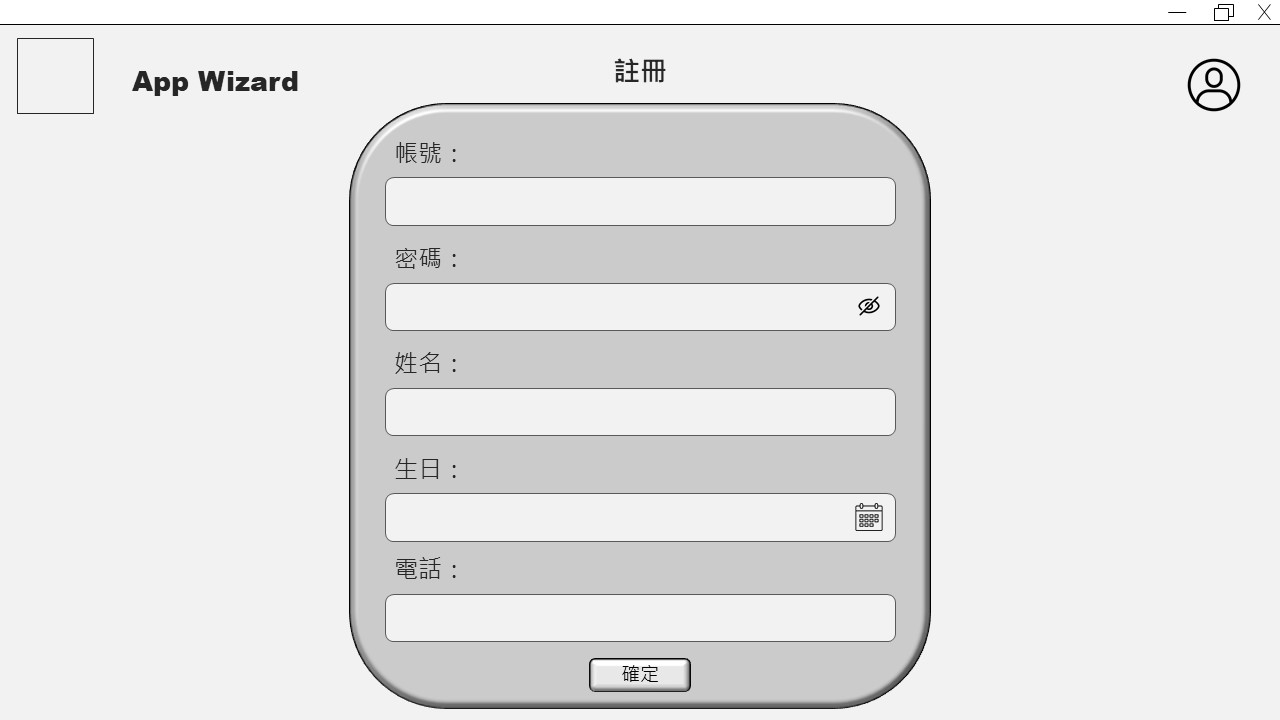 App Wizard
註冊
帳號：
密碼：
姓名：
生日：
電話：
確定